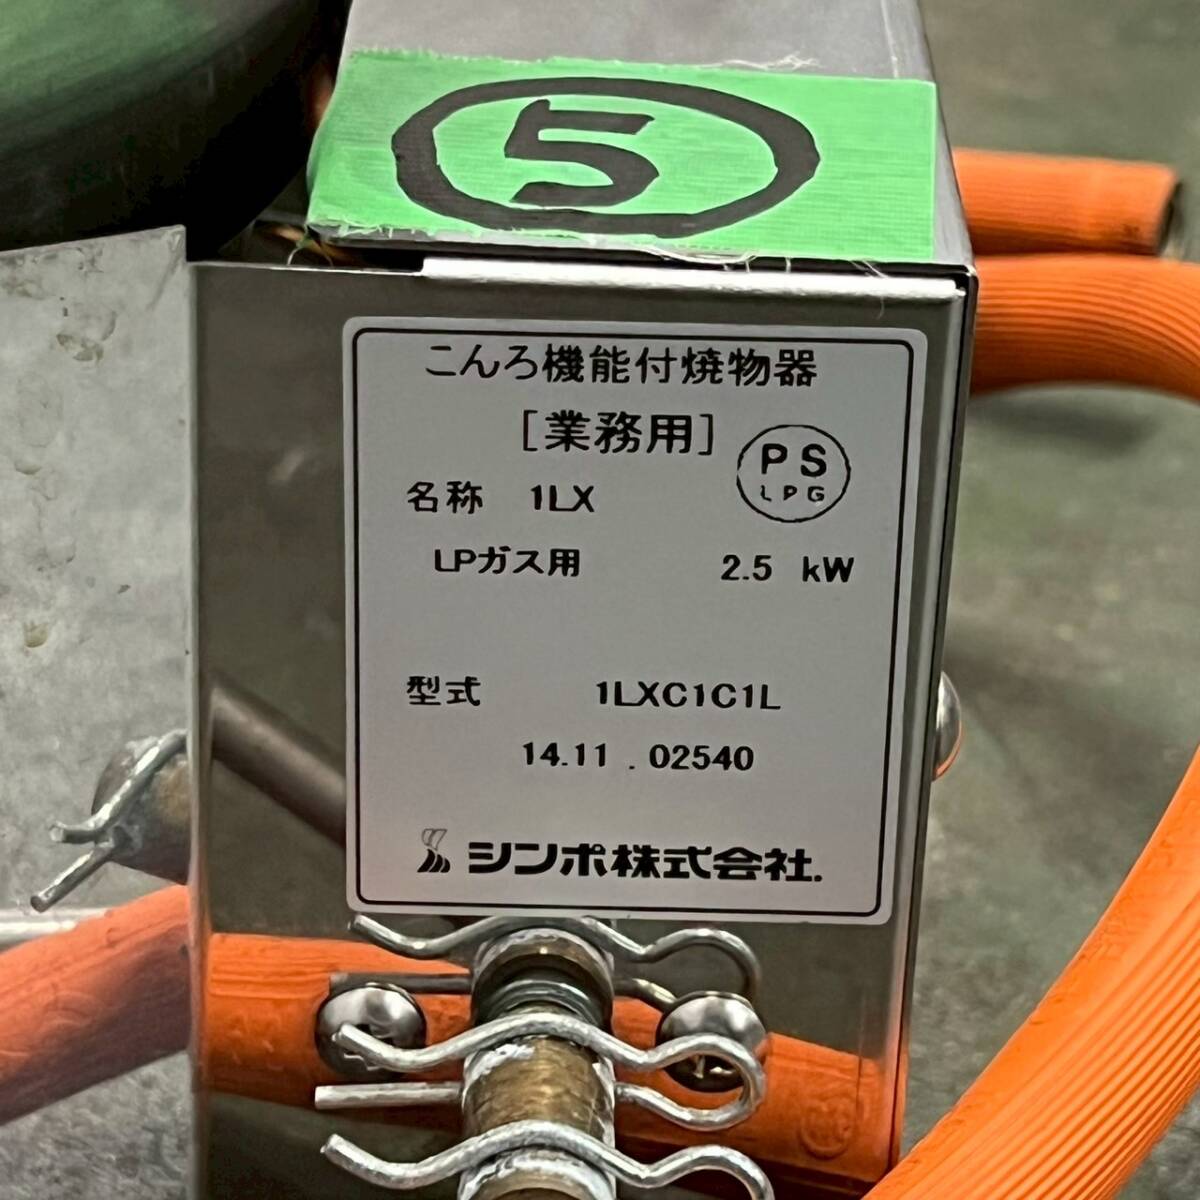 5
こんろ機能付焼物器
[業務用]
PS
LPG
名称 1LX
LPガス用 2.5 kW
型式 1LXC1C1L
14.11 . 02540
シンポ株式会社.